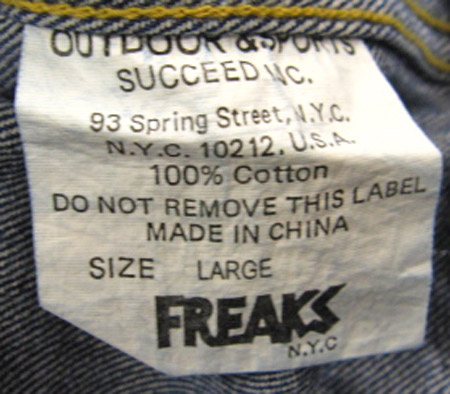 OUTDOOR & SPORTS
SUCCEED INC.
93 Spring Street, N.Y.C.
N.Y.C. 10212. U.S.A.
100% Cotton
DO NOT REMOVE THIS LABEL
MADE IN CHINA
SIZE LARGE
FREAKS
N.Y.C